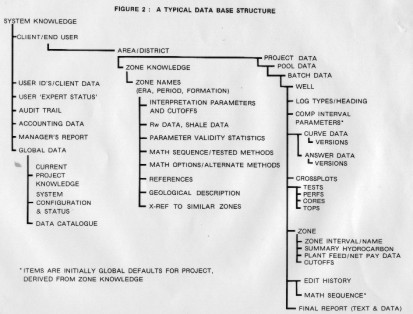 FIGURE 2 : A TYPICAL DATA BASE STRUCTURE
SYSTEM KNOWLEDGE
CLIENT/END USER
USER ID'S/CLIENT DATA
USER 'EXPERT STATUS'
AUDIT TRAIL
ACCOUNTING DATA
MANAGER'S REPORT
GLOBAL DATA
CURRENT
PROJECT
KNOWLEDGE
SYSTEM
CONFIGURATION
& STATUS
DATA CATALOGUE
AREA/DISTRICT
ZONE KNOWLEDGE
ZONE NAMES
(ERA, PERIOD, FORMATION)
INTERPRETATION PARAMETERS
AND CUTOFFS
Rw DATA, SHALE DATA
PARAMETER VALIDITY STATISTICS
MATH SEQUENCE/TESTED METHODS
MATH OPTIONS/ALTERNATE METHODS
REFERENCES
GEOLOGICAL DESCRIPTION
X-REF TO SIMILAR ZONES
PROJECT DATA
POOL DATA
BATCH DATA
WELL
LOG TYPES/HEADING
COMP INTERVAL
PARAMETERS*
CURVE DATA
VERSIONS
ANSWER DATA
VERSIONS
CROSSPLOTS
TESTS
PERFS
CORES
TOPS
ZONE
ZONE INTERVAL/NAME
SUMMARY HYDROCARBON
PLANT FEED/NET PAY DATA
CUTOFFS
EDIT HISTORY
MATH SEQUENCE*
FINAL REPORT (TEXT & DATA)
*ITEMS ARE INITIALLY GLOBAL DEFAULTS FOR PROJECT,
DERIVED FROM ZONE KNOWLEDGE